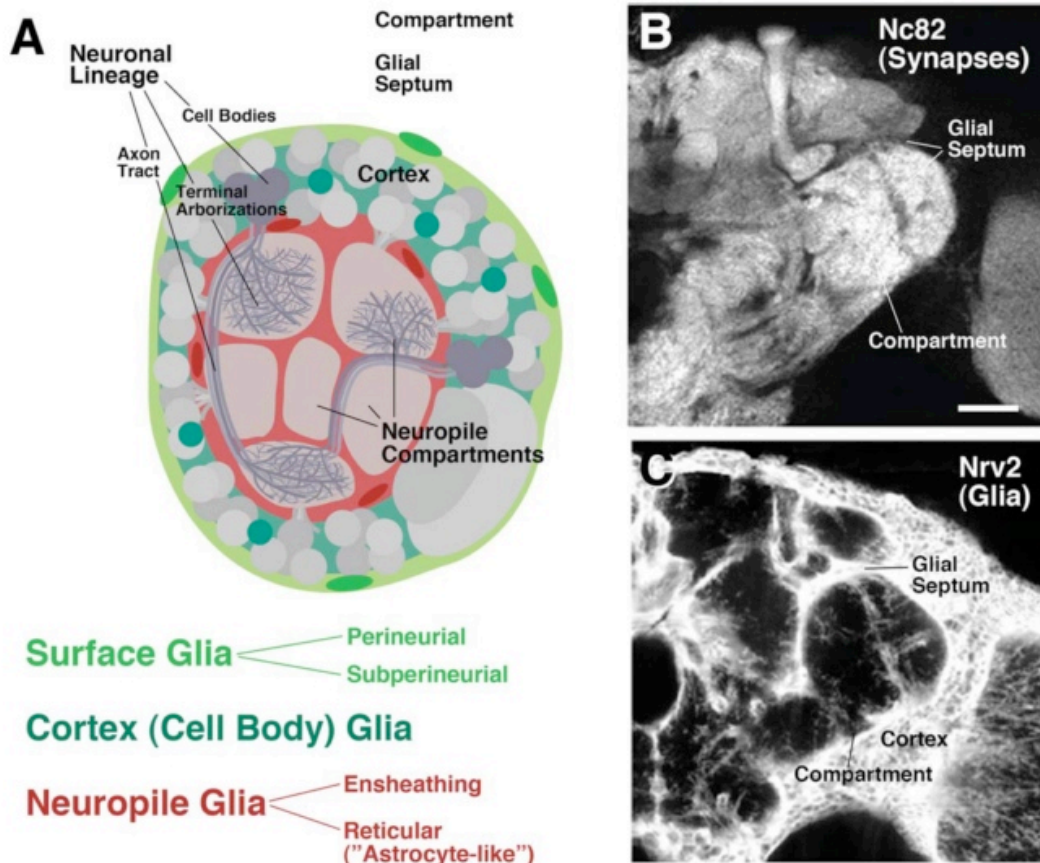 A
Compartment
Glial
Septum
Neuronal
Lineage
Cell Bodies
Axon
Tract
Cortex
Terminal
Arborizations
Neuropile
Compartments
Surface Glia
Perineurial
Subperineurial
Cortex (Cell Body) Glia
Neuropile Glia
Ensheathing
Reticular
("Astrocyte-like")
B
Nc82
(Synapses)
Glial
Septum
Compartment
C
Nrv2
(Glia)
Glial
Septum
Cortex
Compartment